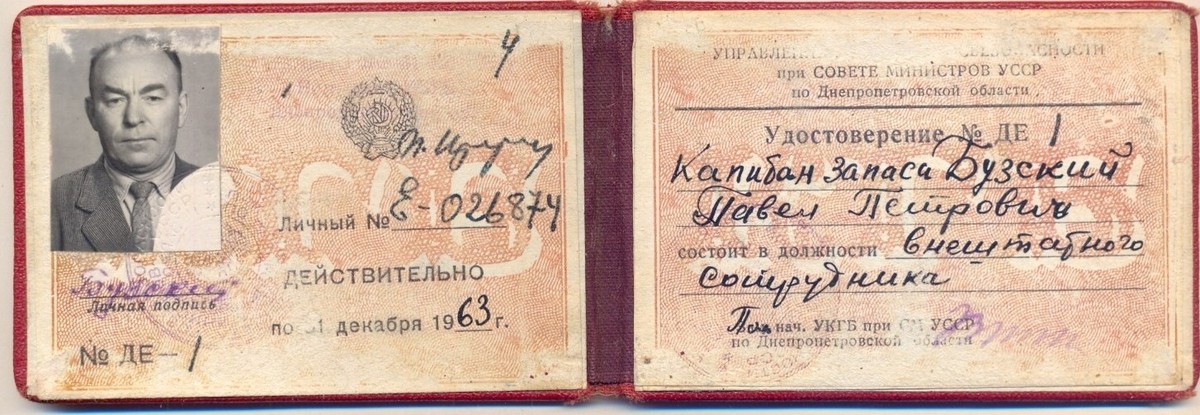 4
Личный № Е-026874
Личная подпись
ДЕЙСТВИТЕЛЬНО
по 31 декабря 1963 г.
№ ДЕ-1
УПРАВЛЕН БЕЗОПАСНОСТИ
при СОВЕТЕ МИНИСТРОВ УССР
по Днепропетровской области
Удостоверение № ДЕ 1
Капитан запаса Бузский
Павел Петрович
состоит в должности внештатного
сотрудника
нач. УКГБ при СМ УССР
по Днепропетровской области